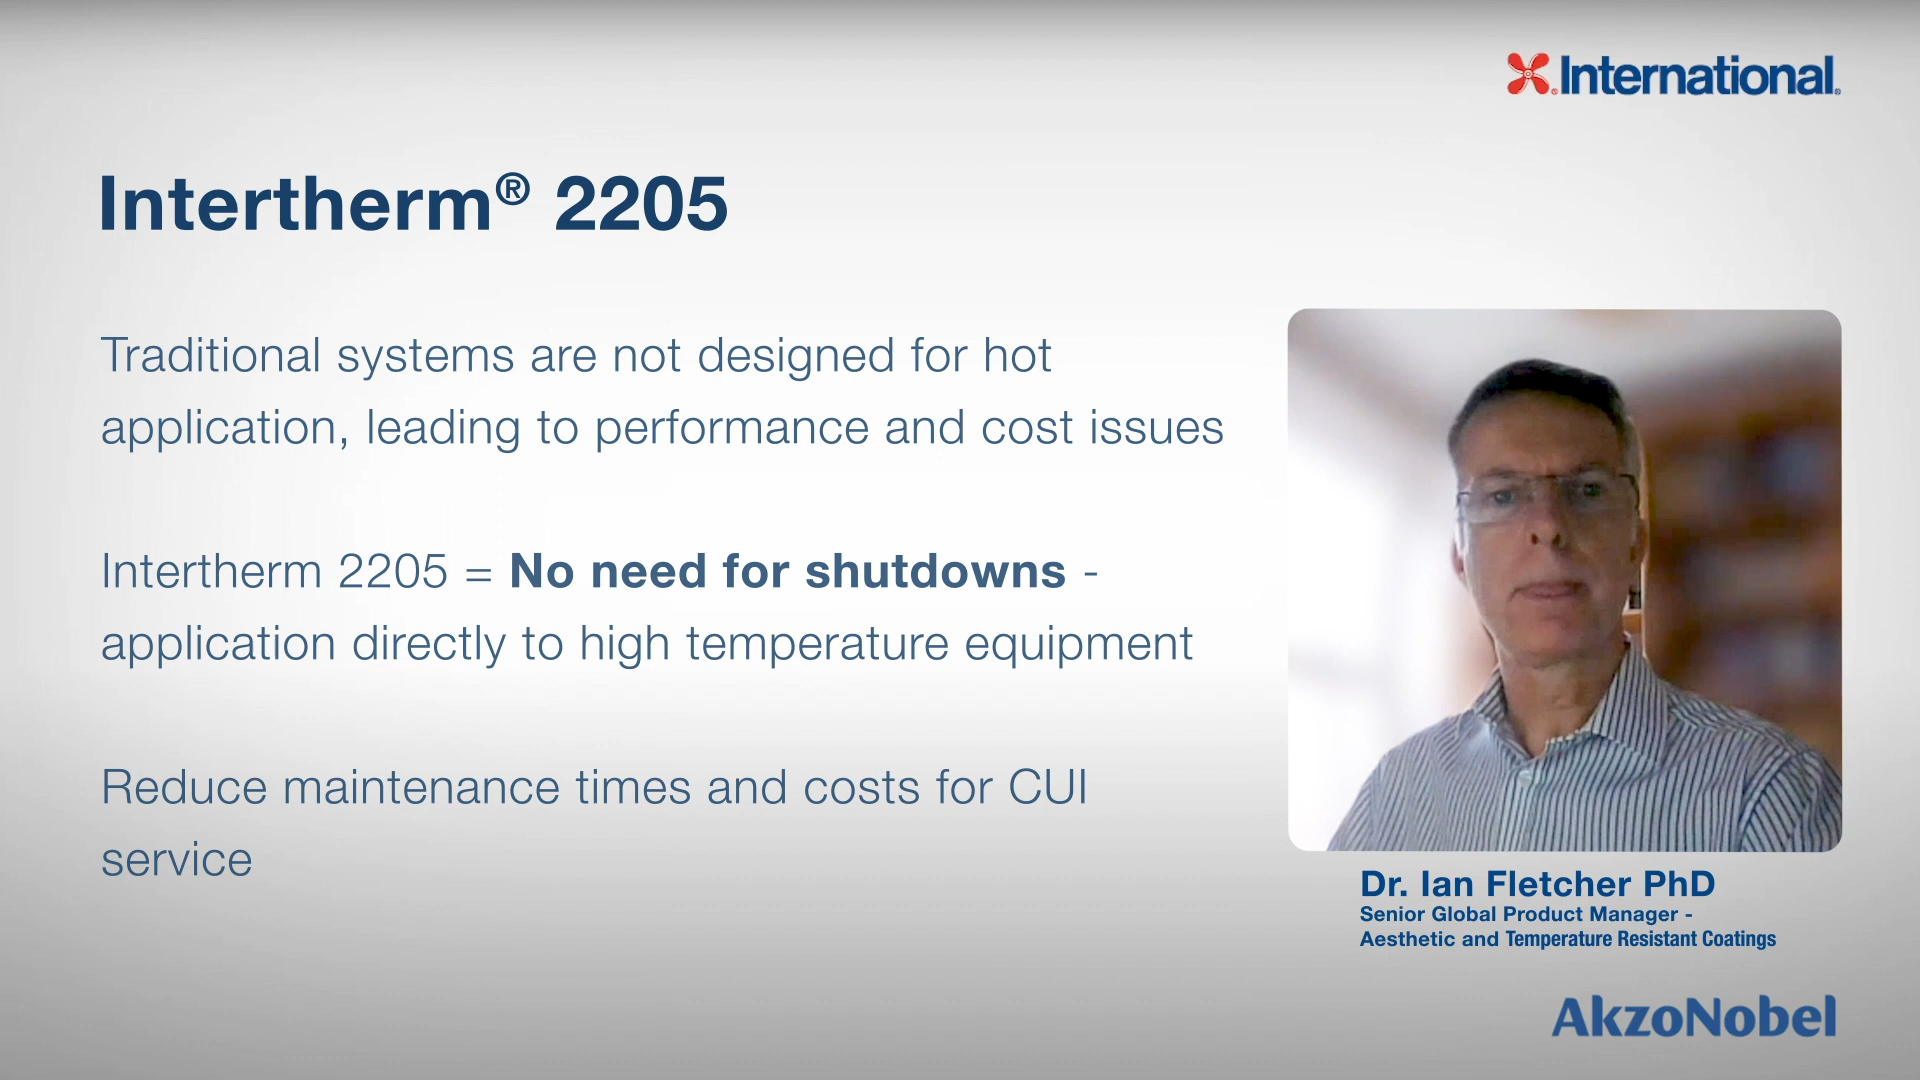 International®
Intertherm® 2205
Traditional systems are not designed for hot
application, leading to performance and cost issues
Intertherm 2205 = No need for shutdowns -
application directly to high temperature equipment
Reduce maintenance times and costs for CUI
service
Dr. Ian Fletcher PhD
Senior Global Product Manager -
Aesthetic and Temperature Resistant Coatings
AkzoNobel